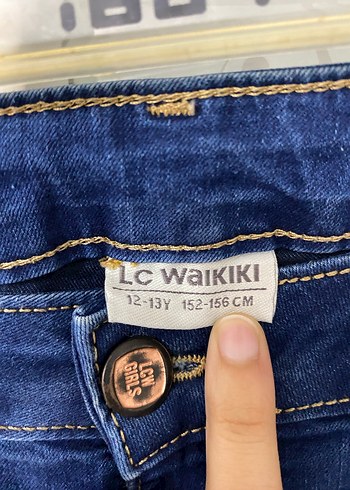 LC WAIKIKI
12-13Y 152-156 CM
LCW
GIRLS